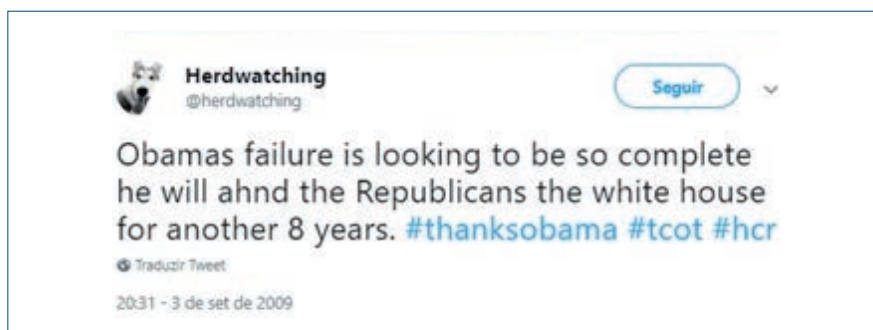 Herdwatching
@herdwatching
Seguir
Obamas failure is looking to be so complete
he will ahnd the Republicans the white house
for another 8 years. #thanksobama #tcot #hcr
Traduzir Tweet
20:31 - 3 de set de 2009